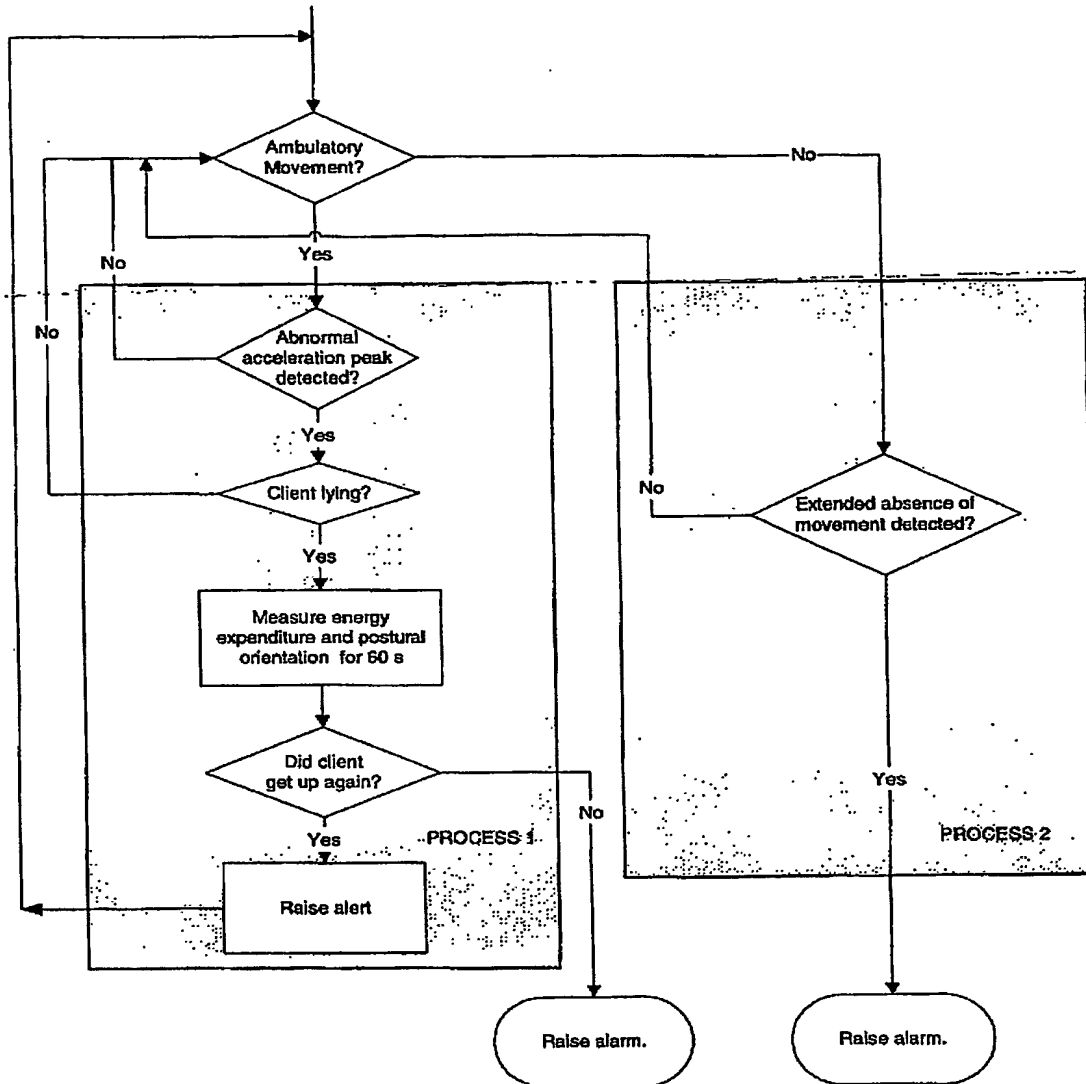 Ambulatory
Movement?
No
Yes
No
No
Abnormal
acceleration peak
detected?
Yes
Client lying?
No
Extended absence of
movement detected?
Yes
Measure energy
expenditure and postural
orientation for 60 s
Did client
get up again?
No
Yes
Yes
PROCESS 1
PROCESS 2
Raise alert
Raise alarm.
Raise alarm.